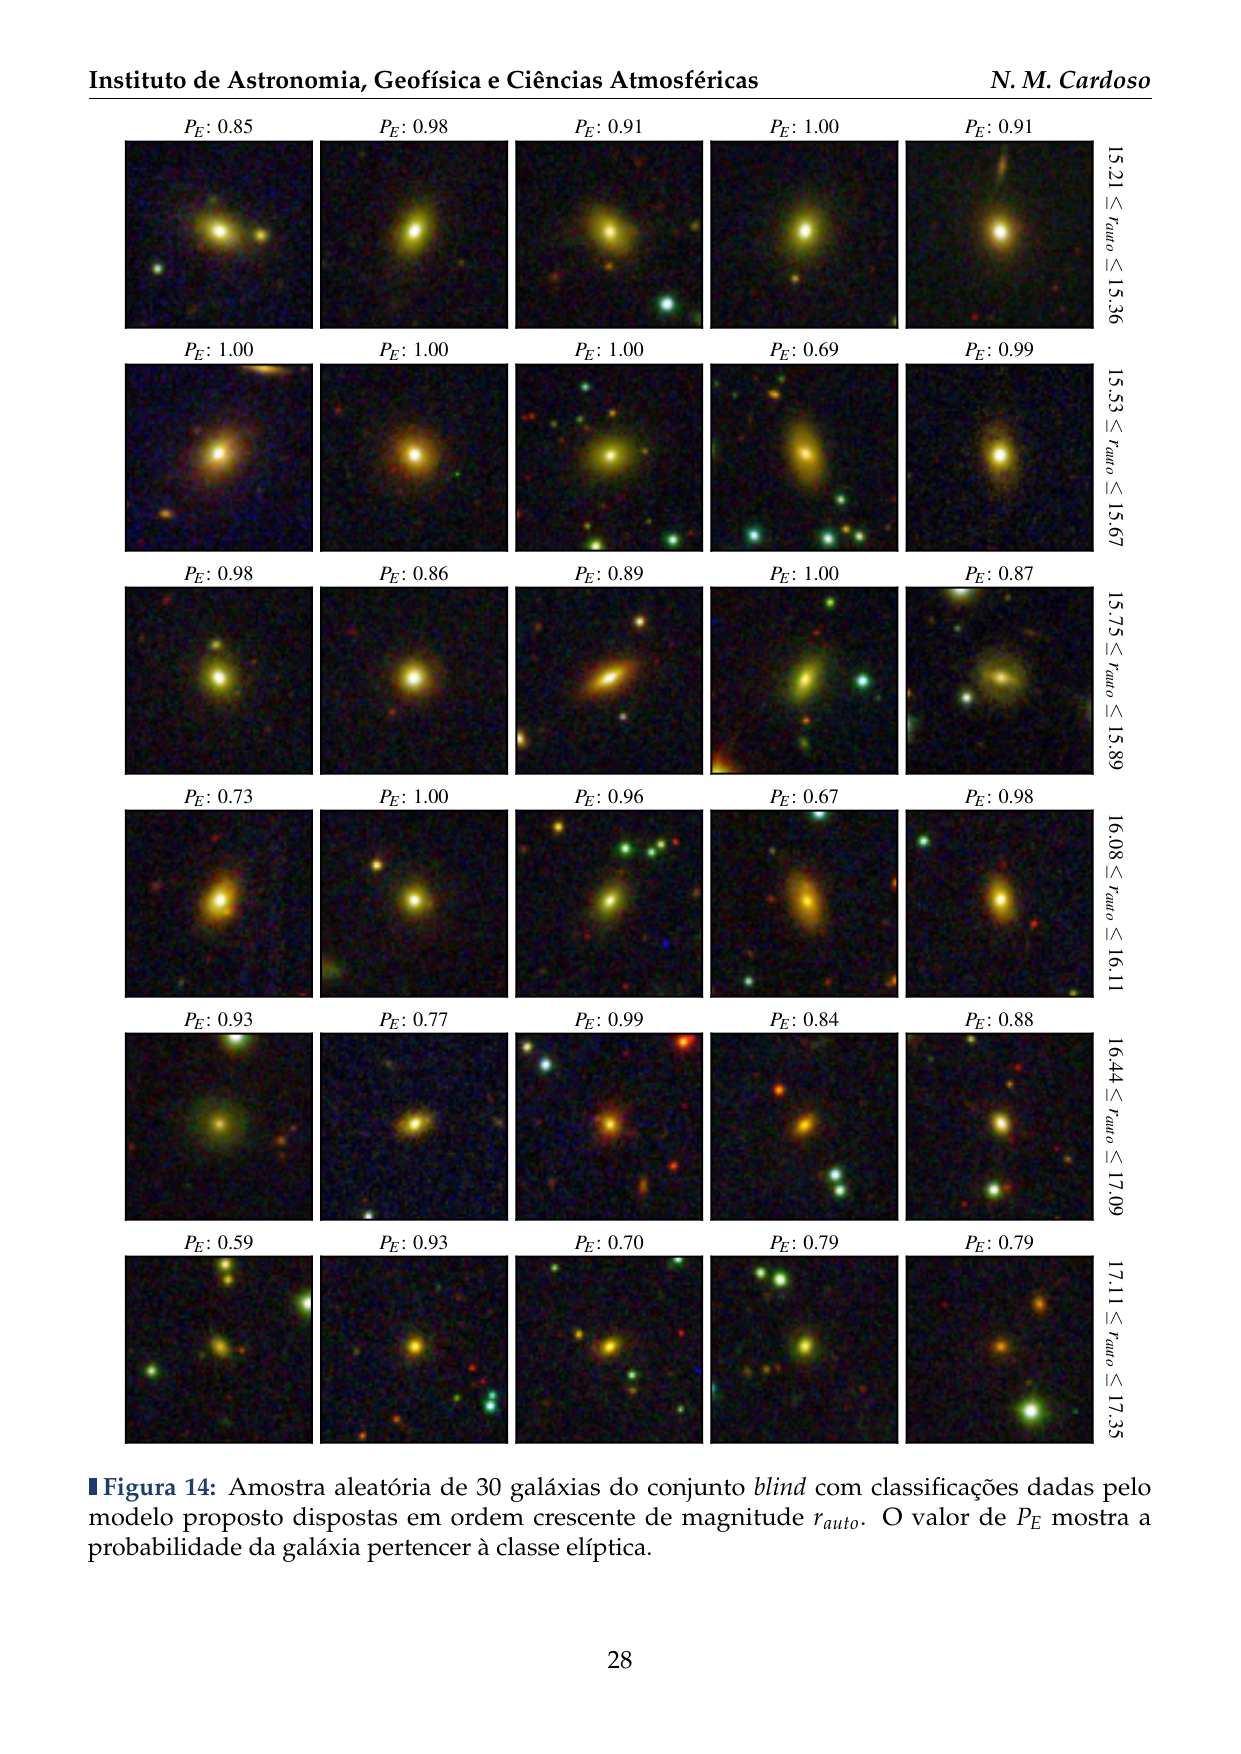 Instituto de Astronomia, Geofísica e Ciências Atmosféricas N. M. Cardoso
P_E: 0.85 P_E: 0.98 P_E: 0.91 P_E: 1.00 P_E: 0.91
15.21 ≤ r_auto ≤ 15.36
P_E: 1.00 P_E: 1.00 P_E: 1.00 P_E: 0.69 P_E: 0.99
15.53 ≤ r_auto ≤ 15.67
P_E: 0.98 P_E: 0.86 P_E: 0.89 P_E: 1.00 P_E: 0.87
15.75 ≤ r_auto ≤ 15.89
P_E: 0.73 P_E: 1.00 P_E: 0.96 P_E: 0.67 P_E: 0.98
16.08 ≤ r_auto ≤ 16.11
P_E: 0.93 P_E: 0.77 P_E: 0.99 P_E: 0.84 P_E: 0.88
16.44 ≤ r_auto ≤ 17.09
P_E: 0.59 P_E: 0.93 P_E: 0.70 P_E: 0.79 P_E: 0.79
17.11 ≤ r_auto ≤ 17.35
Figura 14: Amostra aleatória de 30 galáxias do conjunto blind com classificações dadas pelo
modelo proposto dispostas em ordem crescente de magnitude r_auto. O valor de P_E mostra a
probabilidade da galáxia pertencer à classe elíptica.
28